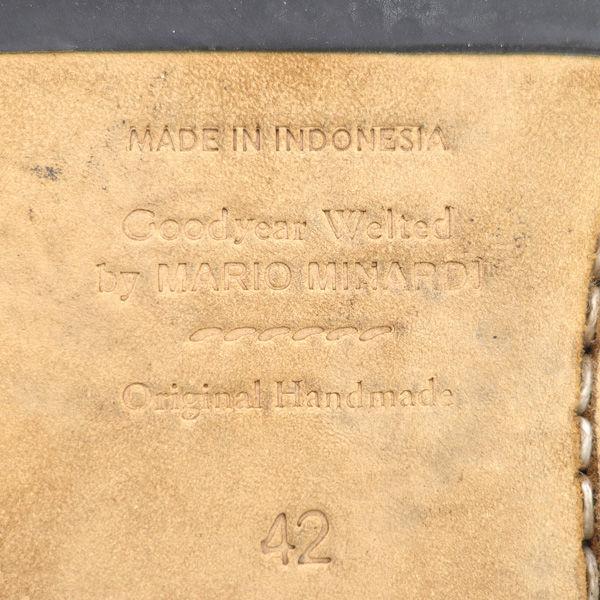 MADE IN INDONESIA
Goodyear Welted
by MARIO MINARDI
Original Handmade
42